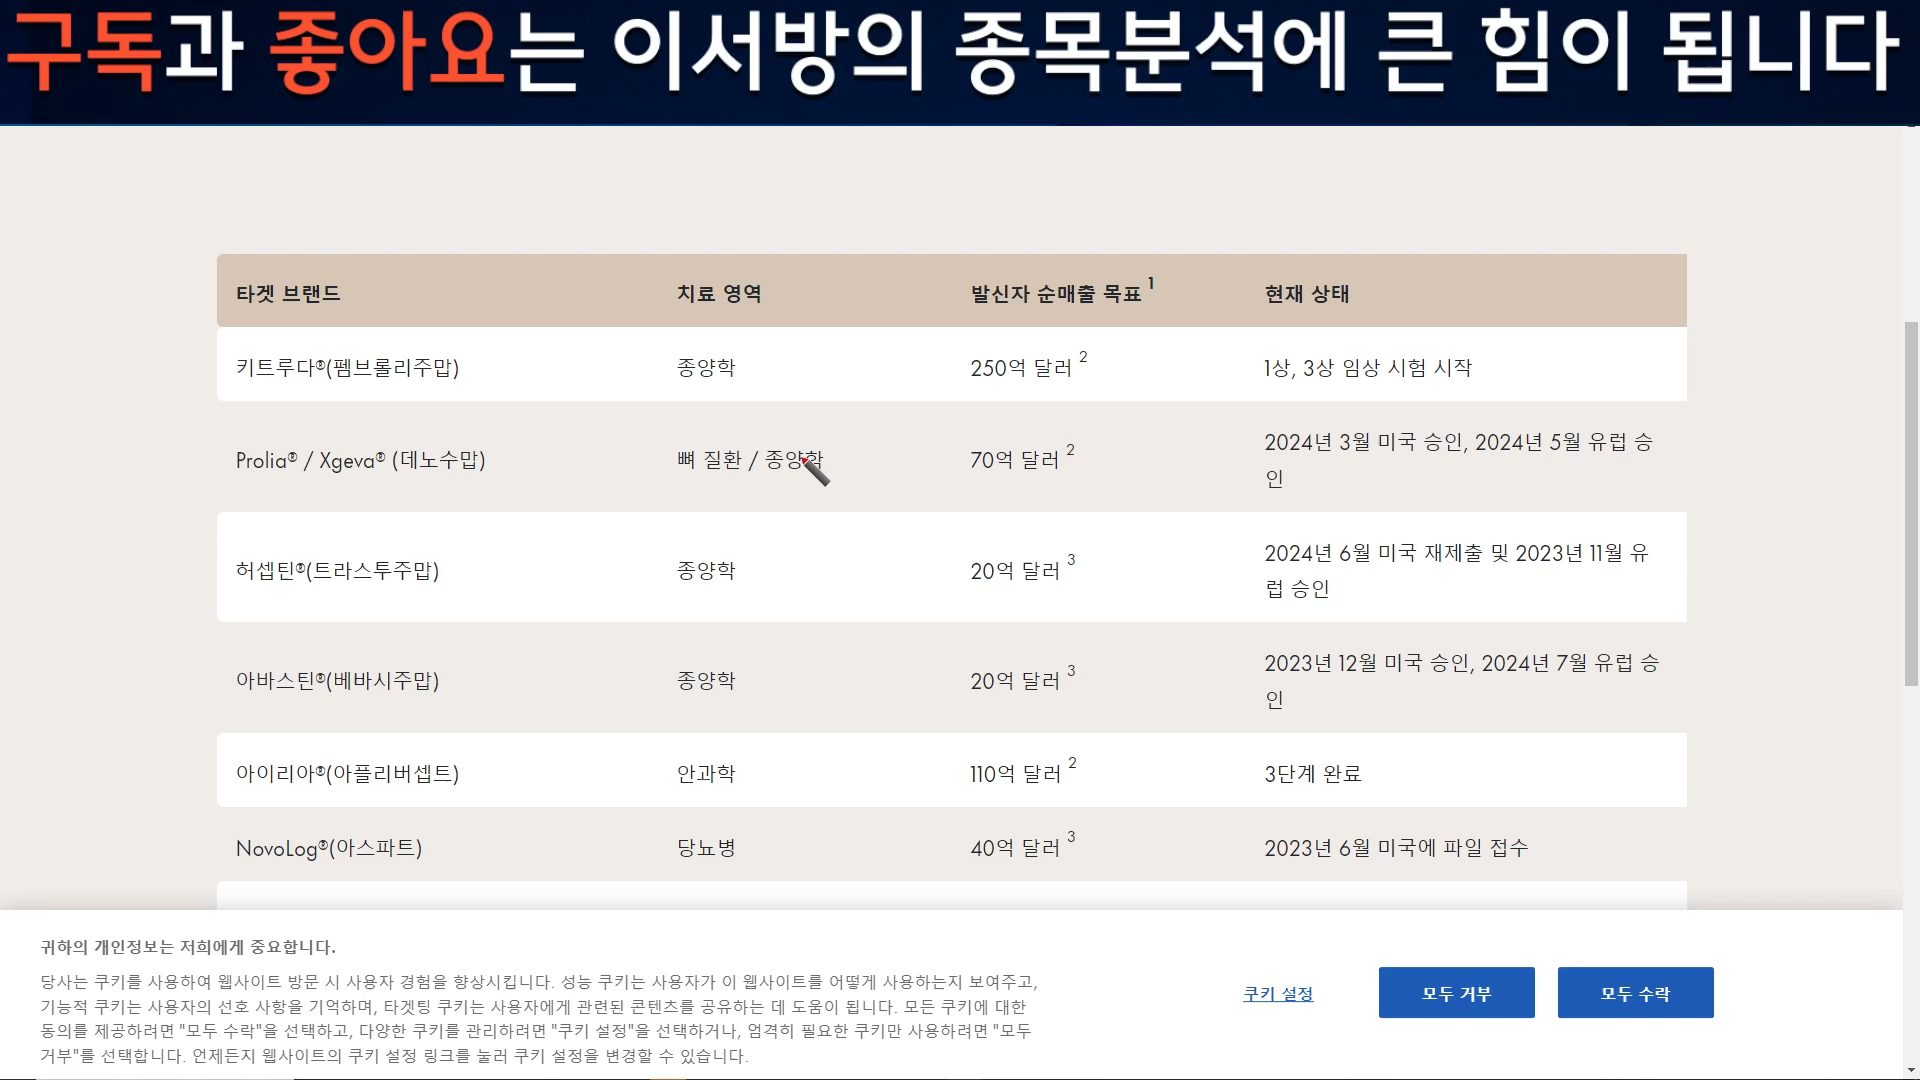 구독과 좋아요는 이서방의 종목분석에 큰 힘이 됩니다
타겟 브랜드 치료 영역 발신자 순매출 목표 1 현재 상태
키트루다®(펨브롤리주맙) 종양학 250억 달러 2 1상, 3상 임상 시험 시작
Prolia® / Xgeva® (데노수맙) 뼈 질환 / 종양학 70억 달러 2 2024년 3월 미국 승인, 2024년 5월 유럽 승
인
허셉틴®(트라스투주맙) 종양학 20억 달러 3 2024년 6월 미국 재제출 및 2023년 11월 유
럽 승인
아바스틴®(베바시주맙) 종양학 20억 달러 3 2023년 12월 미국 승인, 2024년 7월 유럽 승
인
아이리아®(아플리버셉트) 안과학 110억 달러 2 3단계 완료
NovoLog®(아스파트) 당뇨병 40억 달러 3 2023년 6월 미국에 파일 접수
귀하의 개인정보는 저희에게 중요합니다.
당사는 쿠키를 사용하여 웹사이트 방문 시 사용자 경험을 향상시킵니다. 성능 쿠키는 사용자가 이 웹사이트를 어떻게 사용하는지 보여주고,
기능적 쿠키는 사용자의 선호 사항을 기억하며, 타겟팅 쿠키는 사용자에게 관련된 콘텐츠를 공유하는 데 도움이 됩니다. 모든 쿠키에 대한
동의를 제공하려면 "모두 수락"을 선택하고, 다양한 쿠키를 관리하려면 "쿠키 설정"을 선택하거나, 엄격히 필요한 쿠키만 사용하려면 "모두
거부"를 선택합니다. 언제든지 웹사이트의 쿠키 설정 링크를 눌러 쿠키 설정을 변경할 수 있습니다.
쿠키 설정
모두 거부
모두 수락